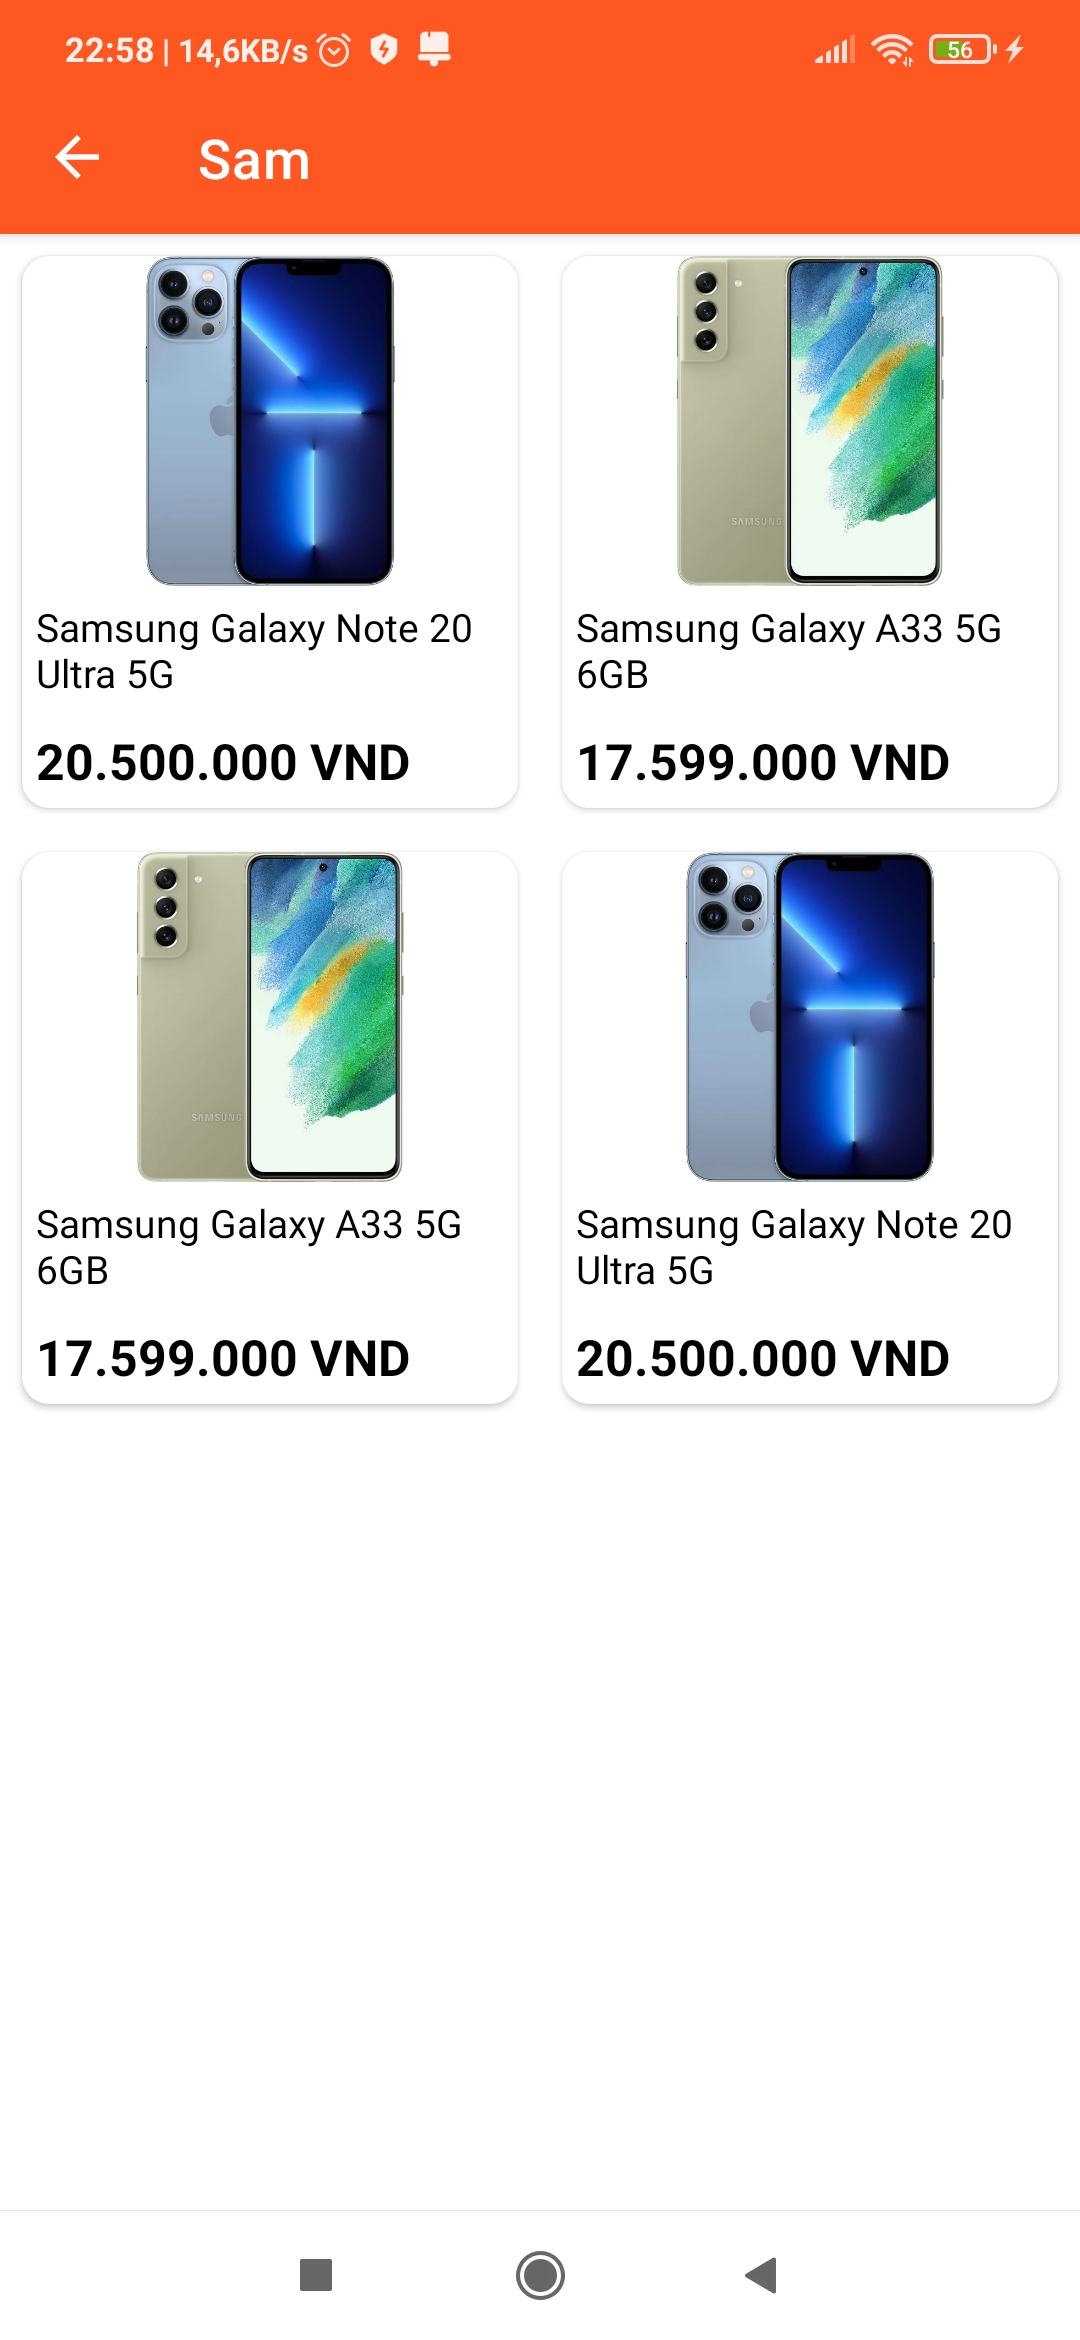 22:58 | 14,6KB/s
56
Sam
SAMSUNG
Samsung Galaxy Note 20
Ultra 5G
20.500.000 VND
Samsung Galaxy A33 5G
6GB
17.599.000 VND
SAMSUNG
Samsung Galaxy A33 5G
6GB
17.599.000 VND
Samsung Galaxy Note 20
Ultra 5G
20.500.000 VND